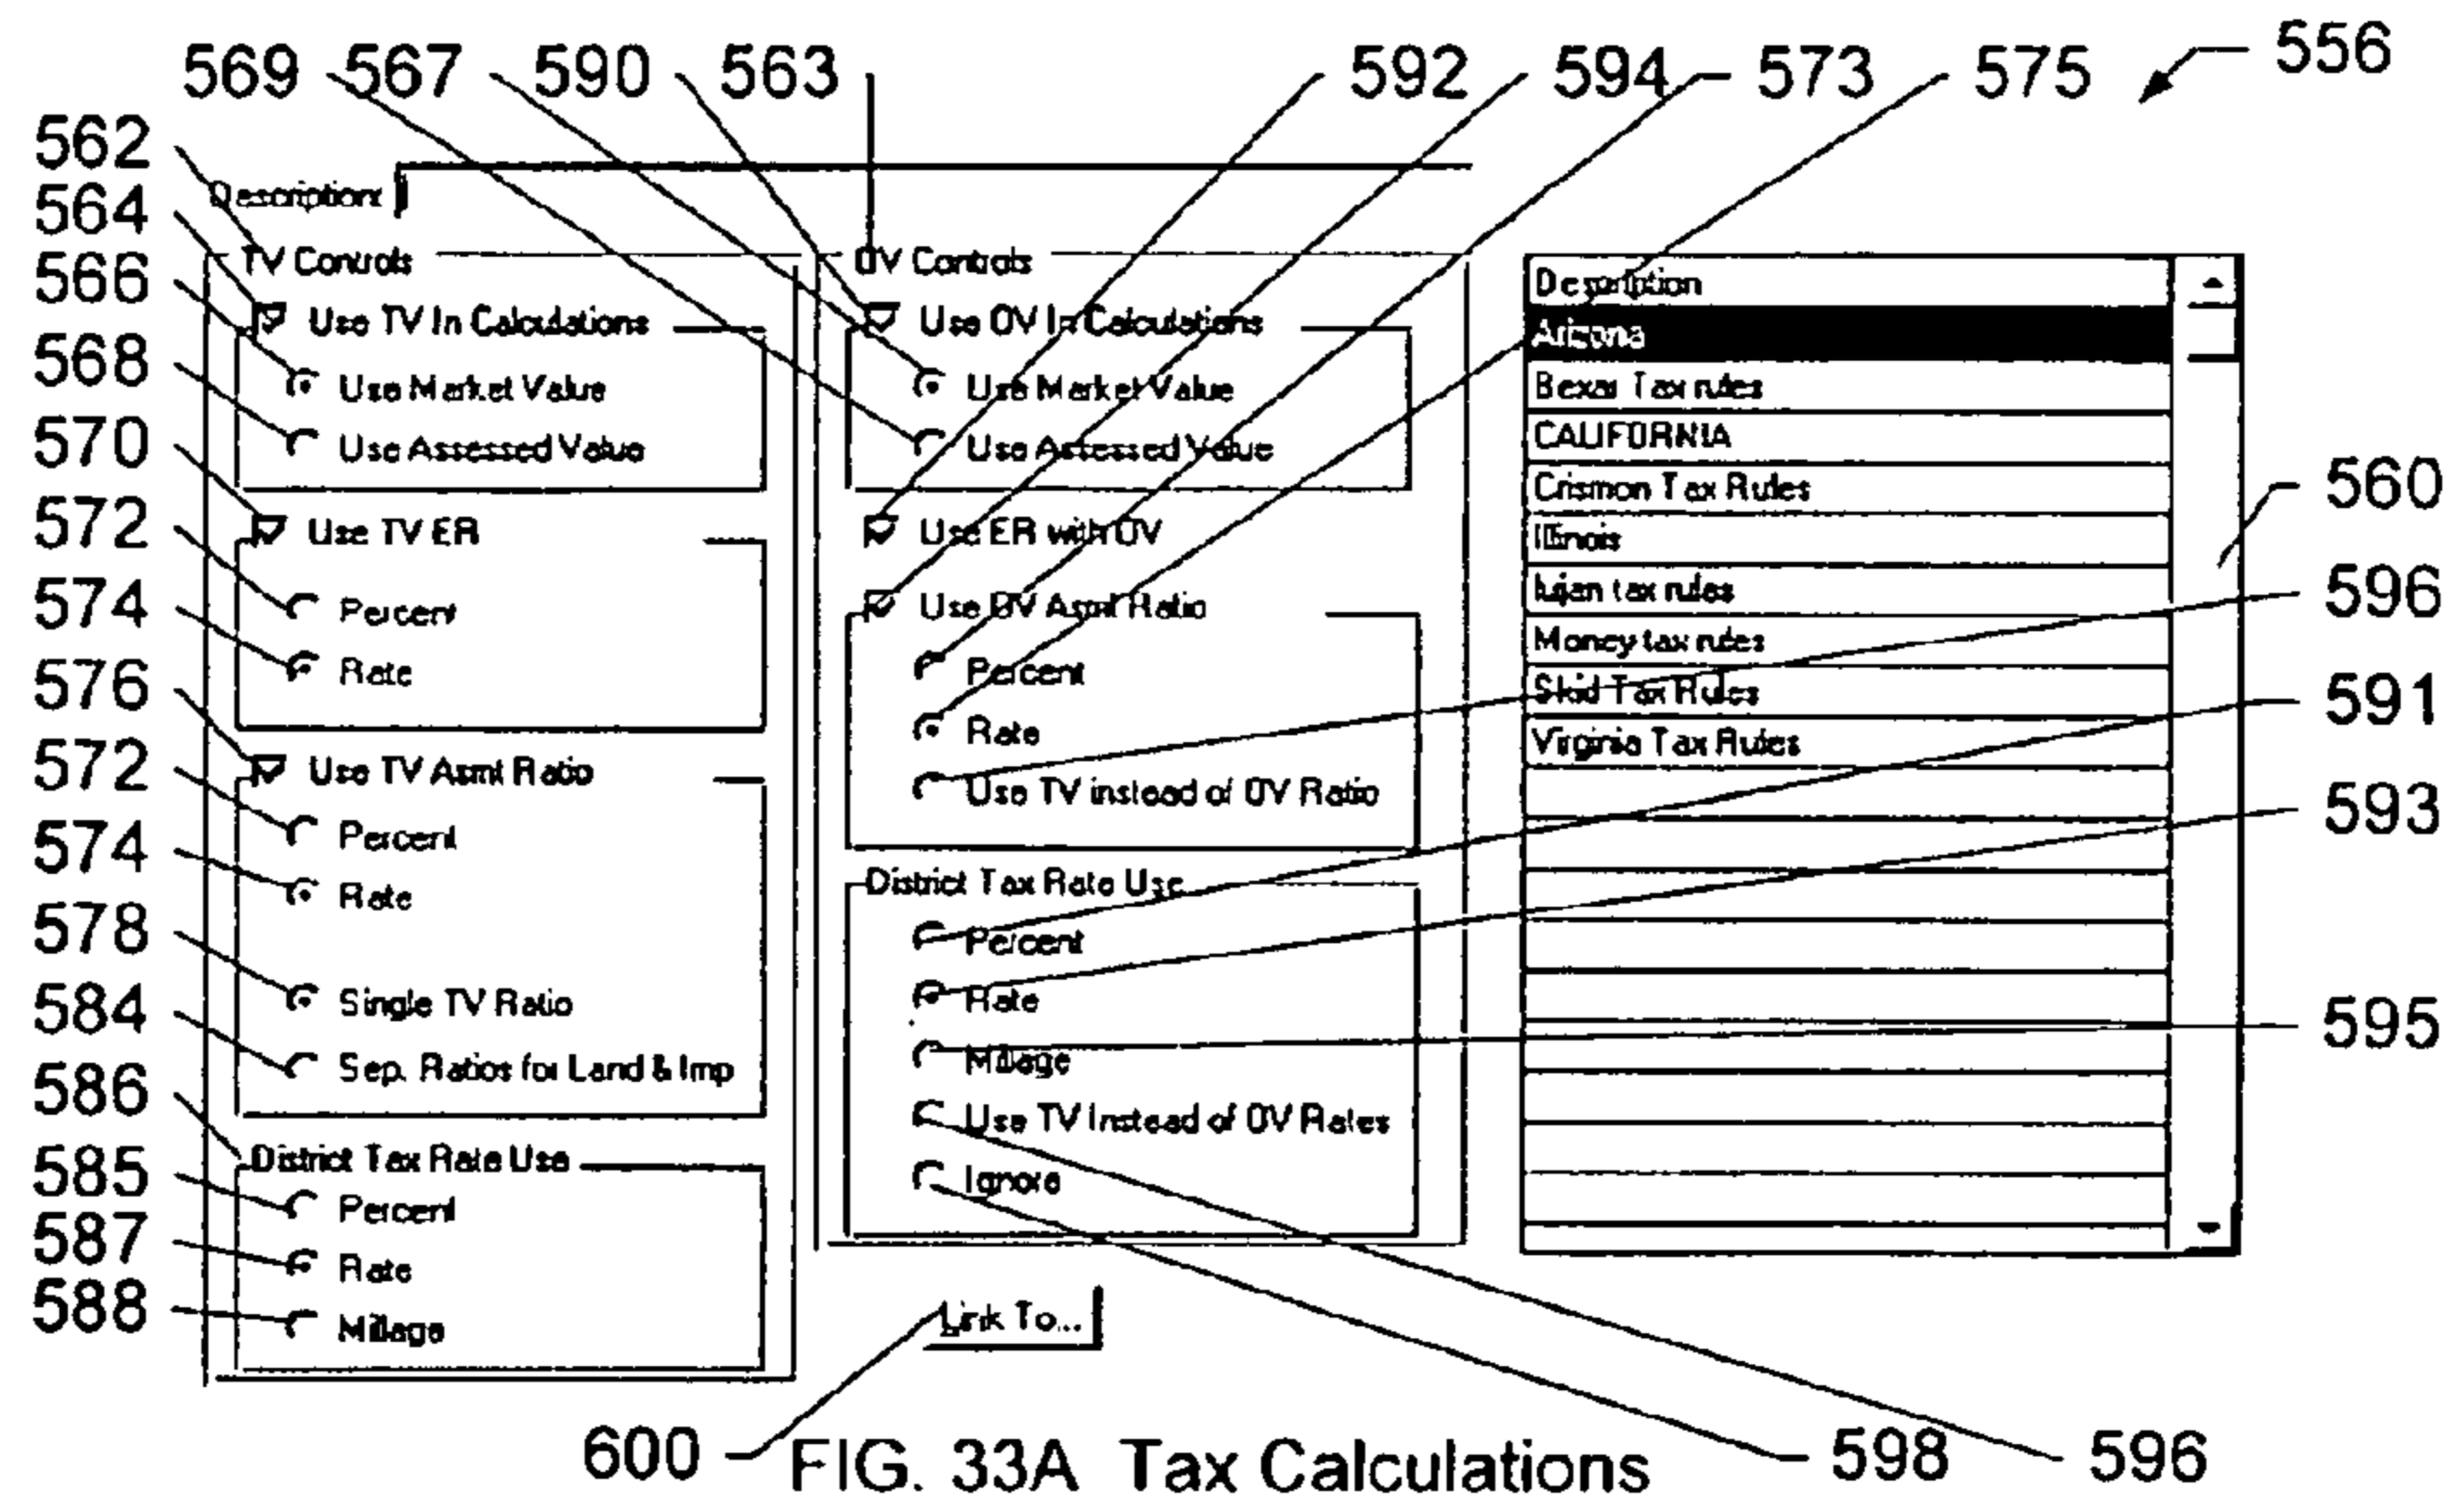 569 567 590 563 592 594 573 575 556
562
Description:
564
566
568
570
572
574
576
572
574
578
584
586
585
587
588
TV Controls
Use TV In Calculations
Use Market Value
Use Assessed Value
Use TV ER
Percent
Rate
Use TV Asmt Ratio
Percent
Rate
Single TV Ratio
Sep. Ratios for Land & Imp
District Tax Rate Use
Percent
Rate
Millage
OV Controls
Use OV In Calculations
Use Market Value
Use Assessed Value
Use ER with OV
Use OV Asmt Ratio
Percent
Rate
Use TV instead of OV Ratio
District Tax Rate Use
Percent
Rate
Millage
Use TV Instead of OV Rates
Ignore
Link To...
Description
Arizona
Bexar Tax rules
CALIFORNIA
Crismon Tax Rules
Illinois
lujan tax rules
Money tax rules
Skid Tax Rules
Virginia Tax Rules
560
596
591
593
595
600
598
596
FIG. 33A Tax Calculations